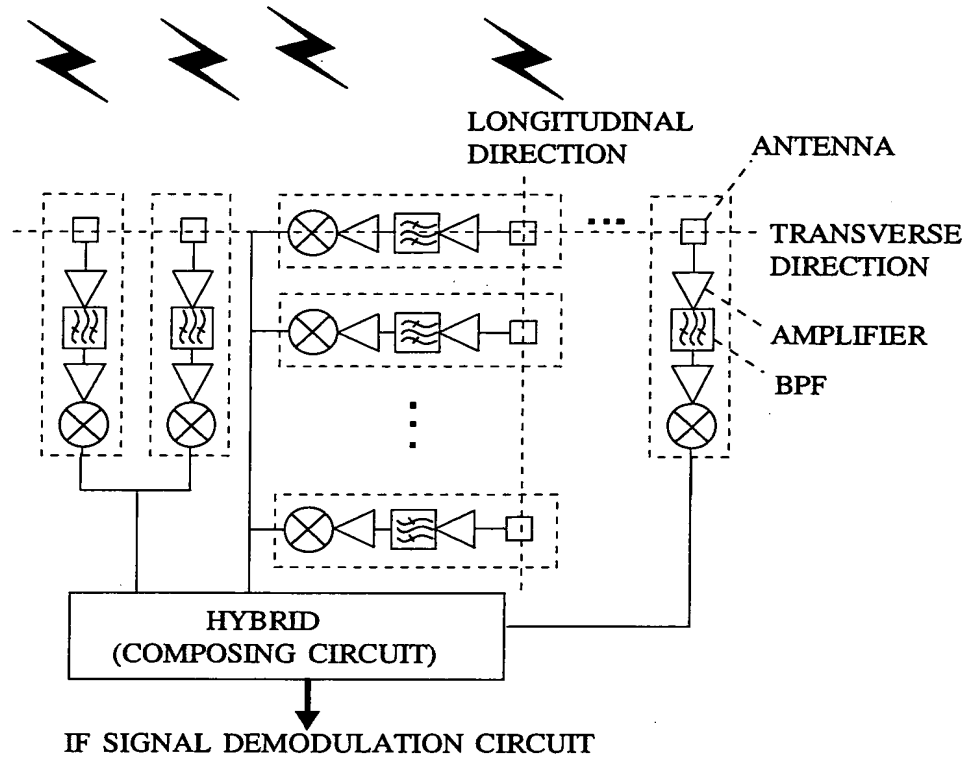 LONGITUDINAL
DIRECTION
ANTENNA
TRANSVERSE
DIRECTION
AMPLIFIER
BPF
HYBRID
(COMPOSING CIRCUIT)
IF SIGNAL DEMODULATION CIRCUIT